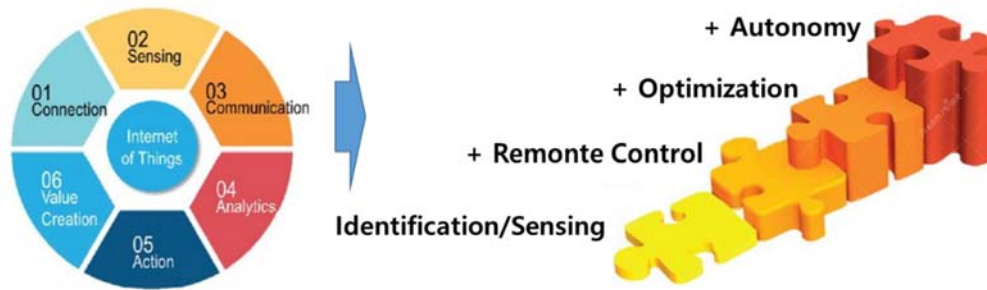 01
Connection
02
Sensing
03
Communication
04
Analytics
05
Action
06
Value
Creation
Internet
of Things
+ Autonomy
+ Optimization
+ Remonte Control
Identification/Sensing